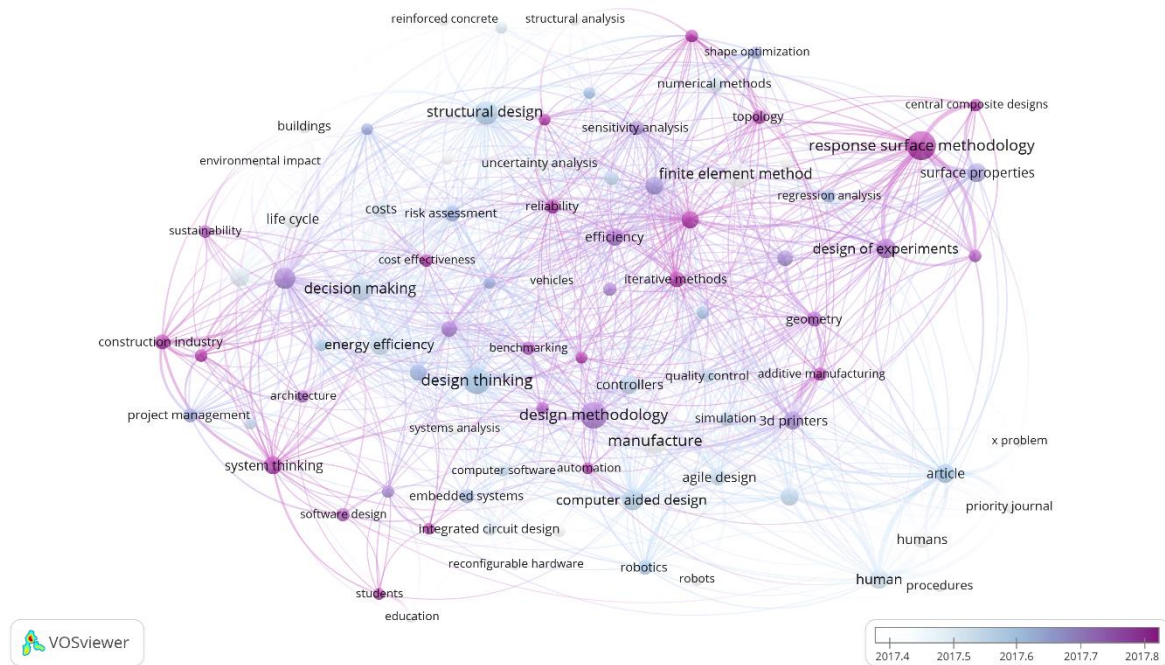 reinforced concrete
structural analysis
shape optimization
numerical methods
central composite designs
structural design
topology
buildings
sensitivity analysis
response surface methodology
environmental impact
uncertainty analysis
finite element method
surface properties
regression analysis
life cycle
costs
risk assessment
reliability
sustainability
efficiency
design of experiments
cost effectiveness
vehicles
iterative methods
decision making
geometry
construction industry
energy efficiency
benchmarking
design thinking
controllers
quality control
additive manufacturing
architecture
project management
design methodology
simulation
3d printers
systems analysis
manufacture
x problem
system thinking
computer software
automation
agile design
article
embedded systems
computer aided design
priority journal
software design
integrated circuit design
humans
reconfigurable hardware
robotics
robots
human
procedures
students
education
VOSviewer
2017.4 2017.5 2017.6 2017.7 2017.8